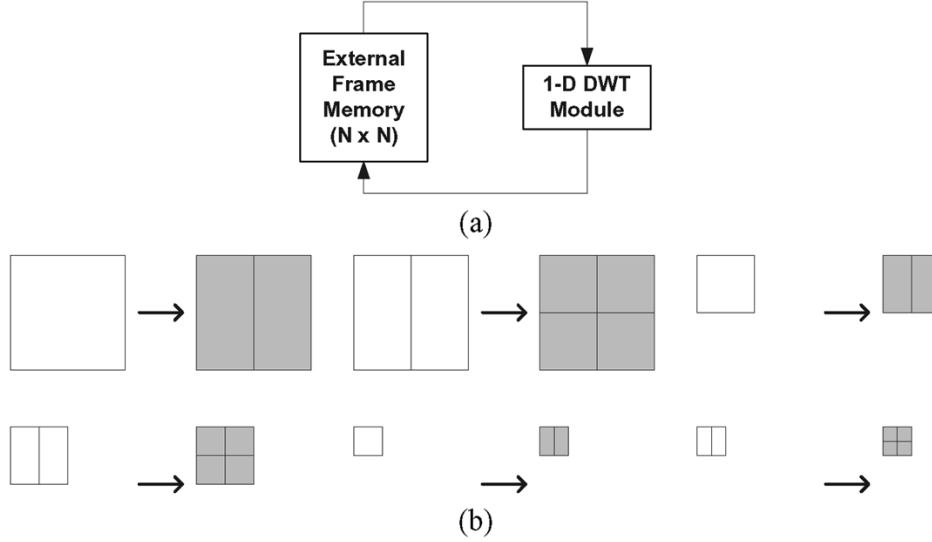 External
Frame
Memory
(N x N)
1-D DWT
Module
(a)
(b)